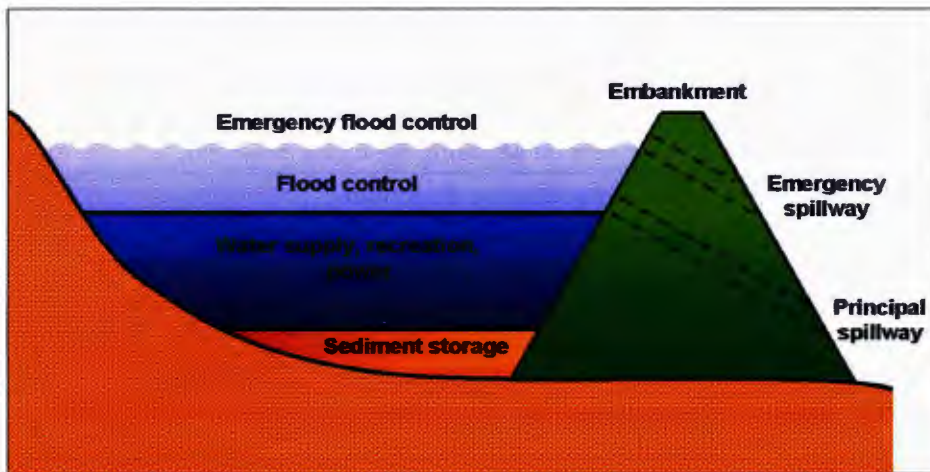 Embankment
Emergency flood control
Flood control
Emergency
spillway
Water supply, recreation,
power
Principal
spillway
Sediment storage